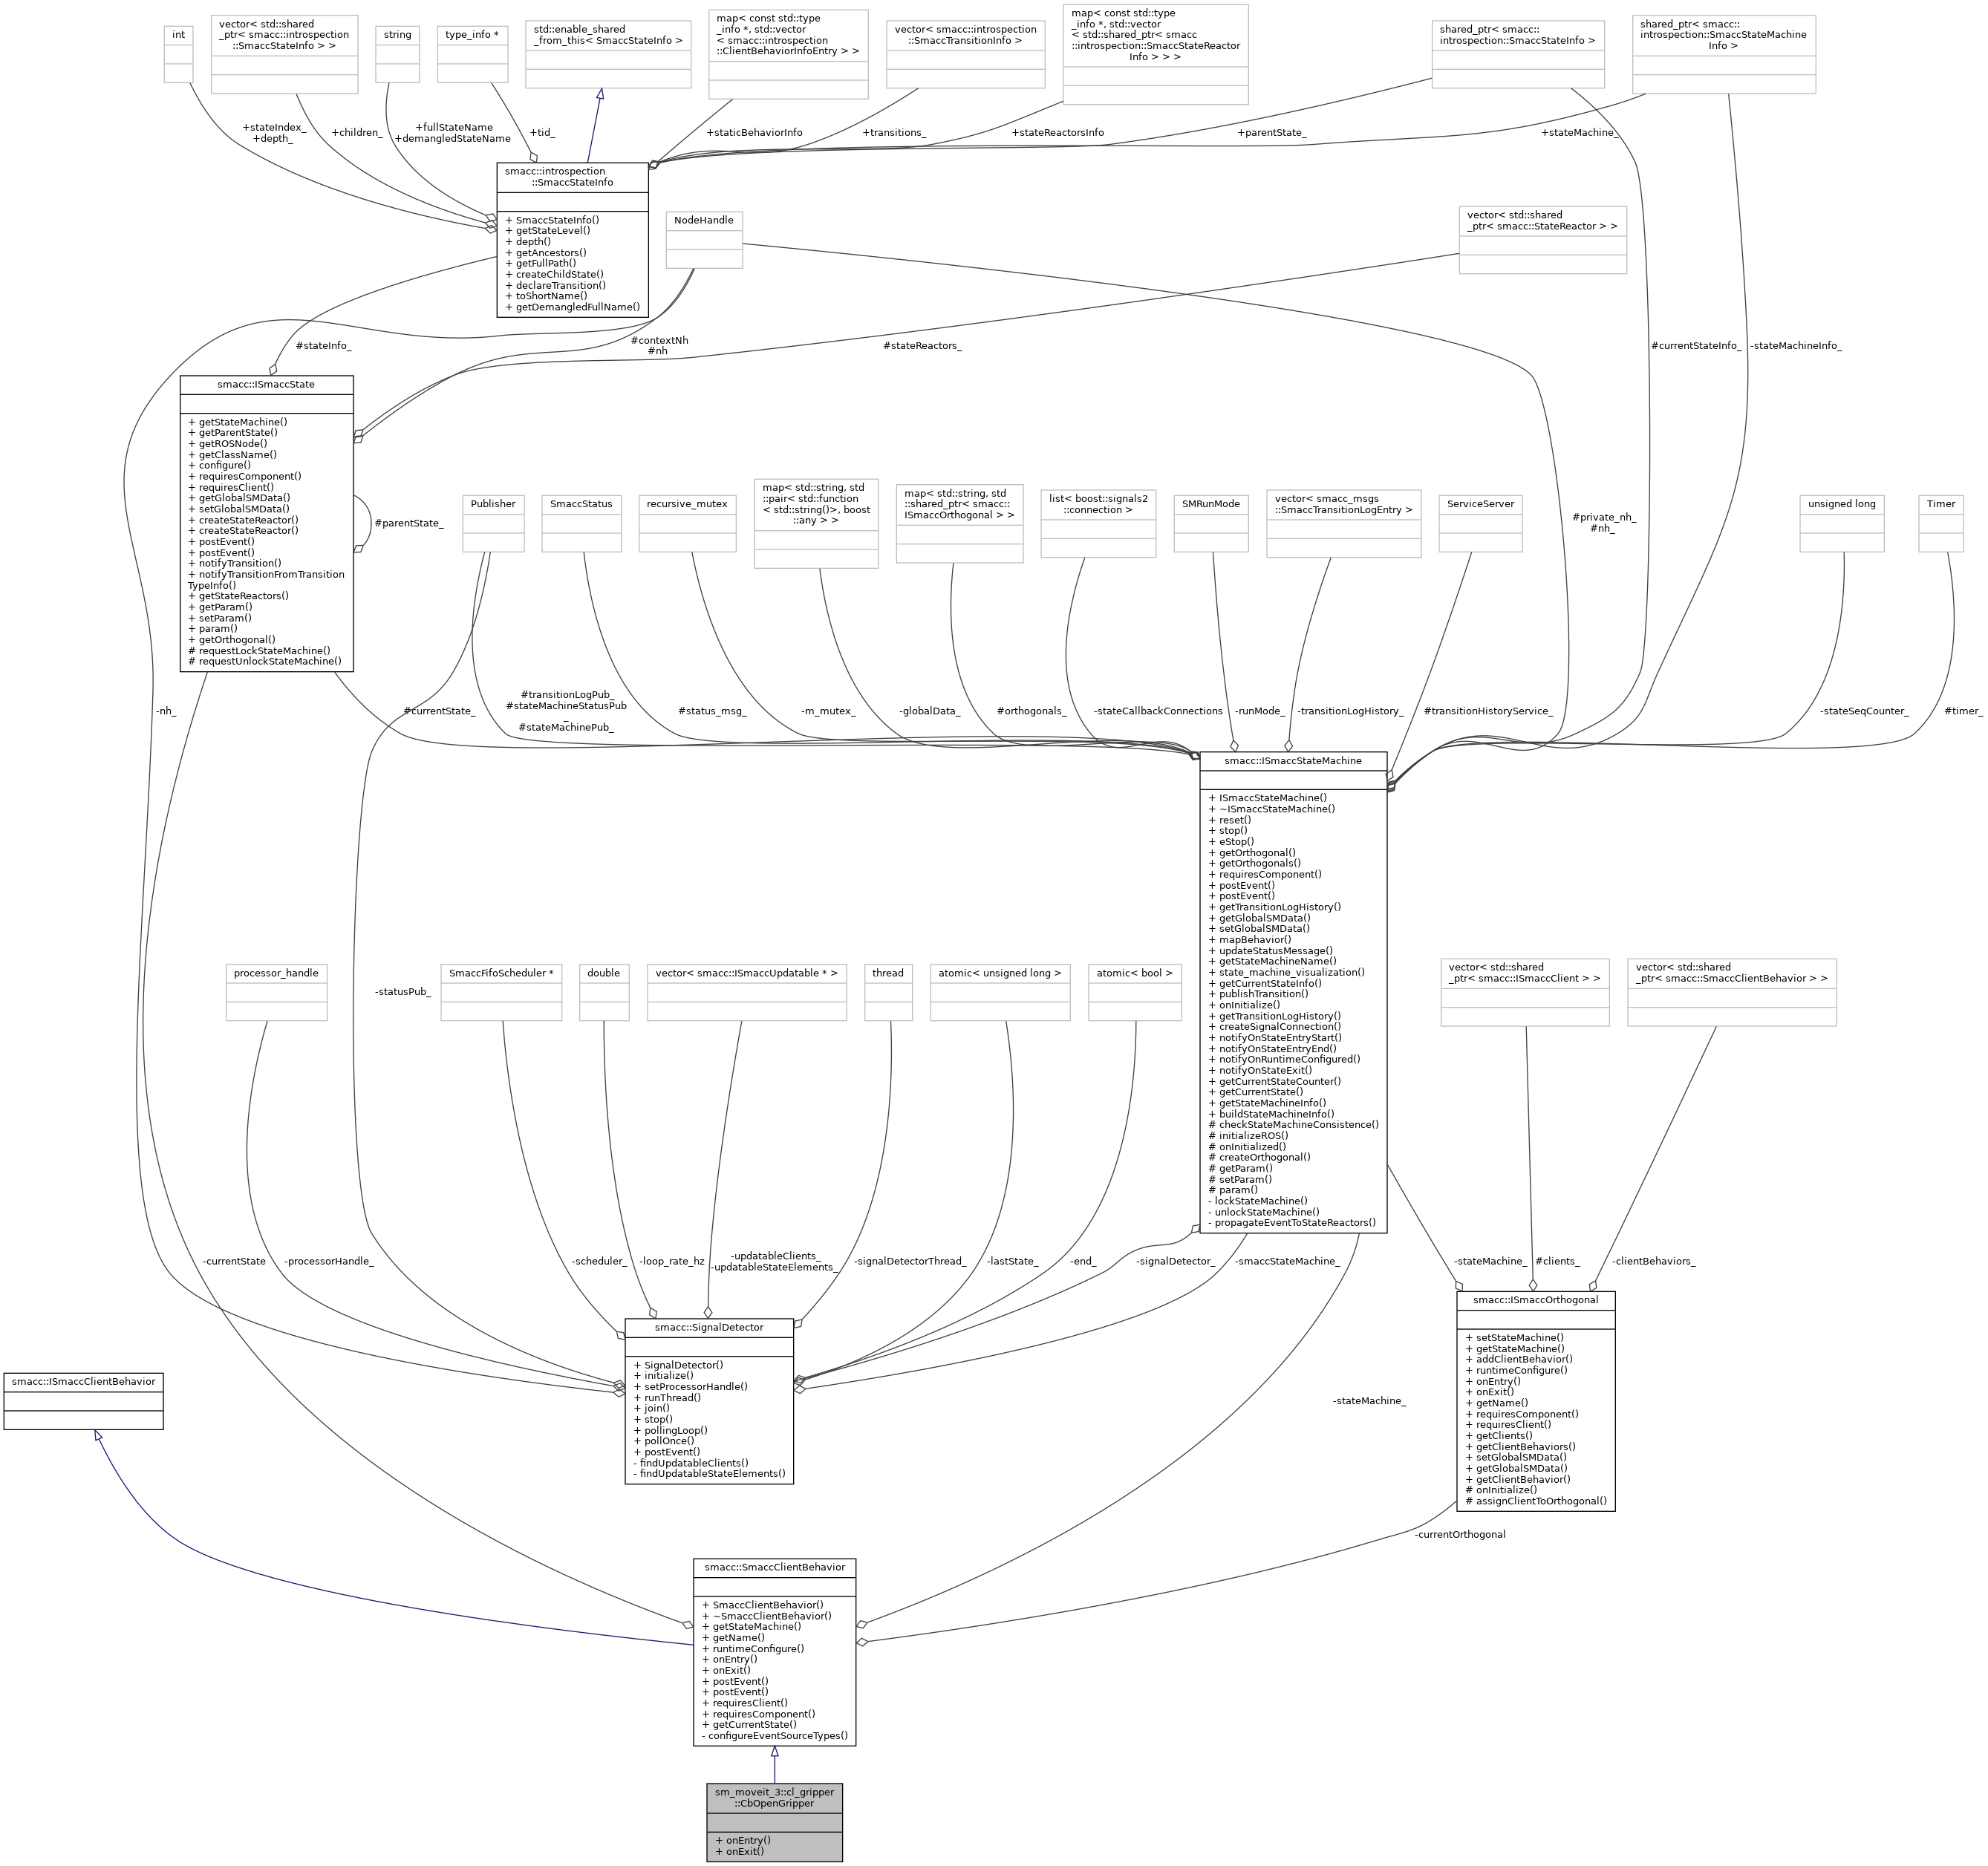 int
vector< std::shared
_ptr< smacc::introspection
::SmaccStateInfo > >
string
type_info *
std::enable_shared
_from_this< SmaccStateInfo >
map< const std::type
_info *, std::vector
< smacc::introspection
::ClientBehaviorInfoEntry > >
vector< smacc::introspection
::SmaccTransitionInfo >
map< const std::type
_info *, std::vector
< std::shared_ptr< smacc
::introspection::SmaccStateReactor
Info > > >
shared_ptr< smacc::
introspection::SmaccStateInfo >
shared_ptr< smacc::
introspection::SmaccStateMachine
Info >
+stateIndex_
+depth_
+children_
+fullStateName
+demangledStateName
+tid_
+staticBehaviorInfo
+transitions_
+stateReactorsInfo
+parentState_
+stateMachine_
smacc::introspection
::SmaccStateInfo
+ SmaccStateInfo()
+ getStateLevel()
+ depth()
+ getAncestors()
+ getFullPath()
+ createChildState()
+ declareTransition()
+ toShortName()
+ getDemangledFullName()
NodeHandle
vector< std::shared
_ptr< smacc::StateReactor > >
#stateInfo_
#contextNh
#nh
#stateReactors_
#currentStateInfo_
-stateMachineInfo_
smacc::ISmaccState
+ getStateMachine()
+ getParentState()
+ getROSNode()
+ getClassName()
+ configure()
+ requiresComponent()
+ requiresClient()
+ getGlobalSMData()
+ setGlobalSMData()
+ createStateReactor()
+ createStateReactor()
+ postEvent()
+ postEvent()
+ notifyTransition()
+ notifyTransitionFromTransition
TypeInfo()
+ getStateReactors()
+ getParam()
+ setParam()
+ param()
+ getOrthogonal()
# requestLockStateMachine()
# requestUnlockStateMachine()
#parentState_
Publisher
SmaccStatus
recursive_mutex
map< std::string, std
::pair< std::function
< std::string()>, boost
::any > >
map< std::string, std
::shared_ptr< smacc::
ISmaccOrthogonal > >
list< boost::signals2
::connection >
SMRunMode
vector< smacc_msgs
::SmaccTransitionLogEntry >
ServiceServer
#private_nh_
#nh_
unsigned long
Timer
-nh_
#currentState_
#transitionLogPub_
#stateMachineStatusPub
_
#stateMachinePub_
#status_msg_
-m_mutex_
-globalData_
#orthogonals_
-stateCallbackConnections
-runMode_
-transitionLogHistory_
#transitionHistoryService_
-stateSeqCounter_
#timer_
smacc::ISmaccStateMachine
+ ISmaccStateMachine()
+ ~ISmaccStateMachine()
+ reset()
+ stop()
+ eStop()
+ getOrthogonal()
+ getOrthogonals()
+ requiresComponent()
+ postEvent()
+ postEvent()
+ getTransitionLogHistory()
+ getGlobalSMData()
+ setGlobalSMData()
+ mapBehavior()
+ updateStatusMessage()
+ getStateMachineName()
+ state_machine_visualization()
+ getCurrentStateInfo()
+ publishTransition()
+ onInitialize()
+ getTransitionLogHistory()
+ createSignalConnection()
+ notifyOnStateEntryStart()
+ notifyOnStateEntryEnd()
+ notifyOnRuntimeConfigured()
+ notifyOnStateExit()
+ getCurrentStateCounter()
+ getCurrentState()
+ getStateMachineInfo()
+ buildStateMachineInfo()
# checkStateMachineConsistence()
# initializeROS()
# onInitialized()
# createOrthogonal()
# getParam()
# setParam()
# param()
- lockStateMachine()
- unlockStateMachine()
- propagateEventToStateReactors()
processor_handle
-statusPub_
SmaccFifoScheduler *
double
vector< smacc::ISmaccUpdatable * >
thread
atomic< unsigned long >
atomic< bool >
vector< std::shared
_ptr< smacc::ISmaccClient > >
vector< std::shared
_ptr< smacc::SmaccClientBehavior > >
-currentState
-processorHandle_
-scheduler_
-loop_rate_hz
-updatableClients_
-updatableStateElements_
-signalDetectorThread_
-lastState_
-end_
-signalDetector_
-smaccStateMachine_
-stateMachine_
#clients_
-clientBehaviors_
smacc::SignalDetector
+ SignalDetector()
+ initialize()
+ setProcessorHandle()
+ runThread()
+ join()
+ stop()
+ pollingLoop()
+ pollOnce()
+ postEvent()
- findUpdatableClients()
- findUpdatableStateElements()
smacc::ISmaccOrthogonal
+ setStateMachine()
+ getStateMachine()
+ addClientBehavior()
+ runtimeConfigure()
+ onEntry()
+ onExit()
+ getName()
+ requiresComponent()
+ requiresClient()
+ getClients()
+ getClientBehaviors()
+ setGlobalSMData()
+ getGlobalSMData()
+ getClientBehavior()
# onInitialize()
# assignClientToOrthogonal()
smacc::ISmaccClientBehavior
-stateMachine_
-currentOrthogonal
smacc::SmaccClientBehavior
+ SmaccClientBehavior()
+ ~SmaccClientBehavior()
+ getStateMachine()
+ getName()
+ runtimeConfigure()
+ onEntry()
+ onExit()
+ postEvent()
+ postEvent()
+ requiresClient()
+ requiresComponent()
+ getCurrentState()
- configureEventSourceTypes()
sm_moveit_3::cl_gripper
::CbOpenGripper
+ onEntry()
+ onExit()